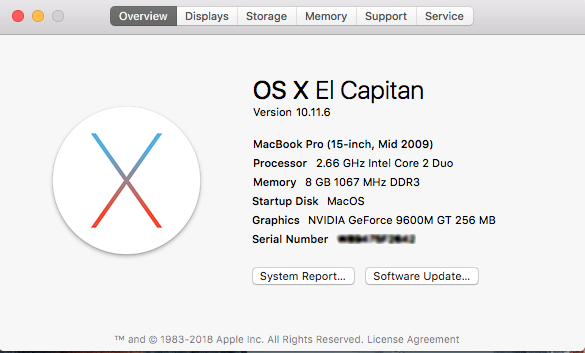 Overview Displays Storage Memory Support Service
OS X El Capitan
Version 10.11.6
MacBook Pro (15-inch, Mid 2009)
Processor 2.66 GHz Intel Core 2 Duo
Memory 8 GB 1067 MHz DDR3
Startup Disk MacOS
Graphics NVIDIA GeForce 9600M GT 256 MB
Serial Number
System Report... Software Update...
™ and © 1983-2018 Apple Inc. All Rights Reserved. License Agreement